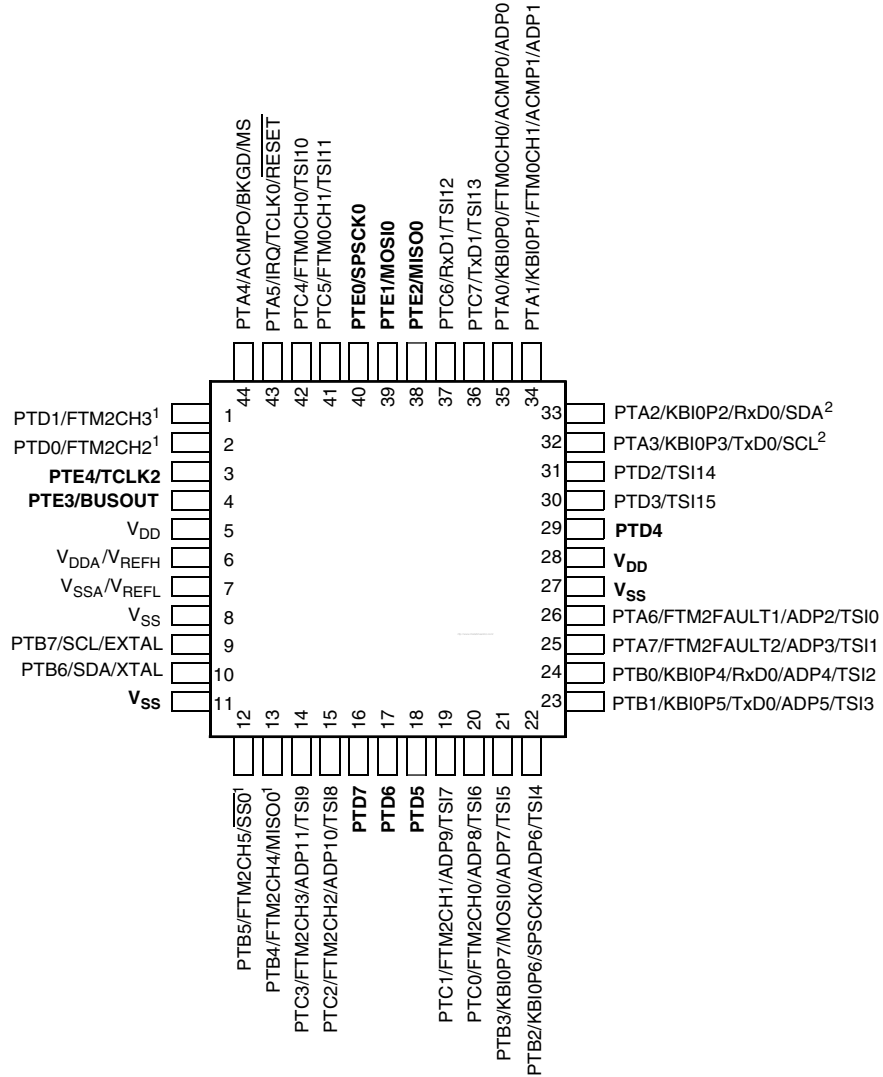 PTA4/ACMPO/BKGD/MS
PTA5/IRQ/TCLK0/RESET
PTC4/FTM0CH0/TSI10
PTC5/FTM0CH1/TSI11
PTE0/SPSCK0
PTE1/MOSI0
PTE2/MISO0
PTC6/RxD1/TSI12
PTC7/TxD1/TSI13
PTA0/KBI0P0/FTM0CH0/ACMP0/ADP0
PTA1/KBI0P1/FTM0CH1/ACMP1/ADP1
44
43
42
41
40
39
38
37
36
35
34
PTD1/FTM2CH3¹ 1
PTD0/FTM2CH2¹ 2
PTE4/TCLK2 3
PTE3/BUSOUT 4
VDD 5
VDDA/VREFH 6
VSSA/VREFL 7
VSS 8
PTB7/SCL/EXTAL 9
PTB6/SDA/XTAL 10
VSS 11
33 PTA2/KBI0P2/RxD0/SDA²
32 PTA3/KBI0P3/TxD0/SCL²
31 PTD2/TSI14
30 PTD3/TSI15
29 PTD4
28 VDD
27 VSS
26 PTA6/FTM2FAULT1/ADP2/TSI0
25 PTA7/FTM2FAULT2/ADP3/TSI1
24 PTB0/KBI0P4/RxD0/ADP4/TSI2
23 PTB1/KBI0P5/TxD0/ADP5/TSI3
12
13
14
15
16
17
18
19
20
21
22
PTB5/FTM2CH5/SS0¹
PTB4/FTM2CH4/MISO0¹
PTC3/FTM2CH3/ADP11/TSI9
PTC2/FTM2CH2/ADP10/TSI8
PTD7
PTD6
PTD5
PTC1/FTM2CH1/ADP9/TSI7
PTC0/FTM2CH0/ADP8/TSI6
PTB3/KBI0P7/MOSI0/ADP7/TSI5
PTB2/KBI0P6/SPSCK0/ADP6/TSI4